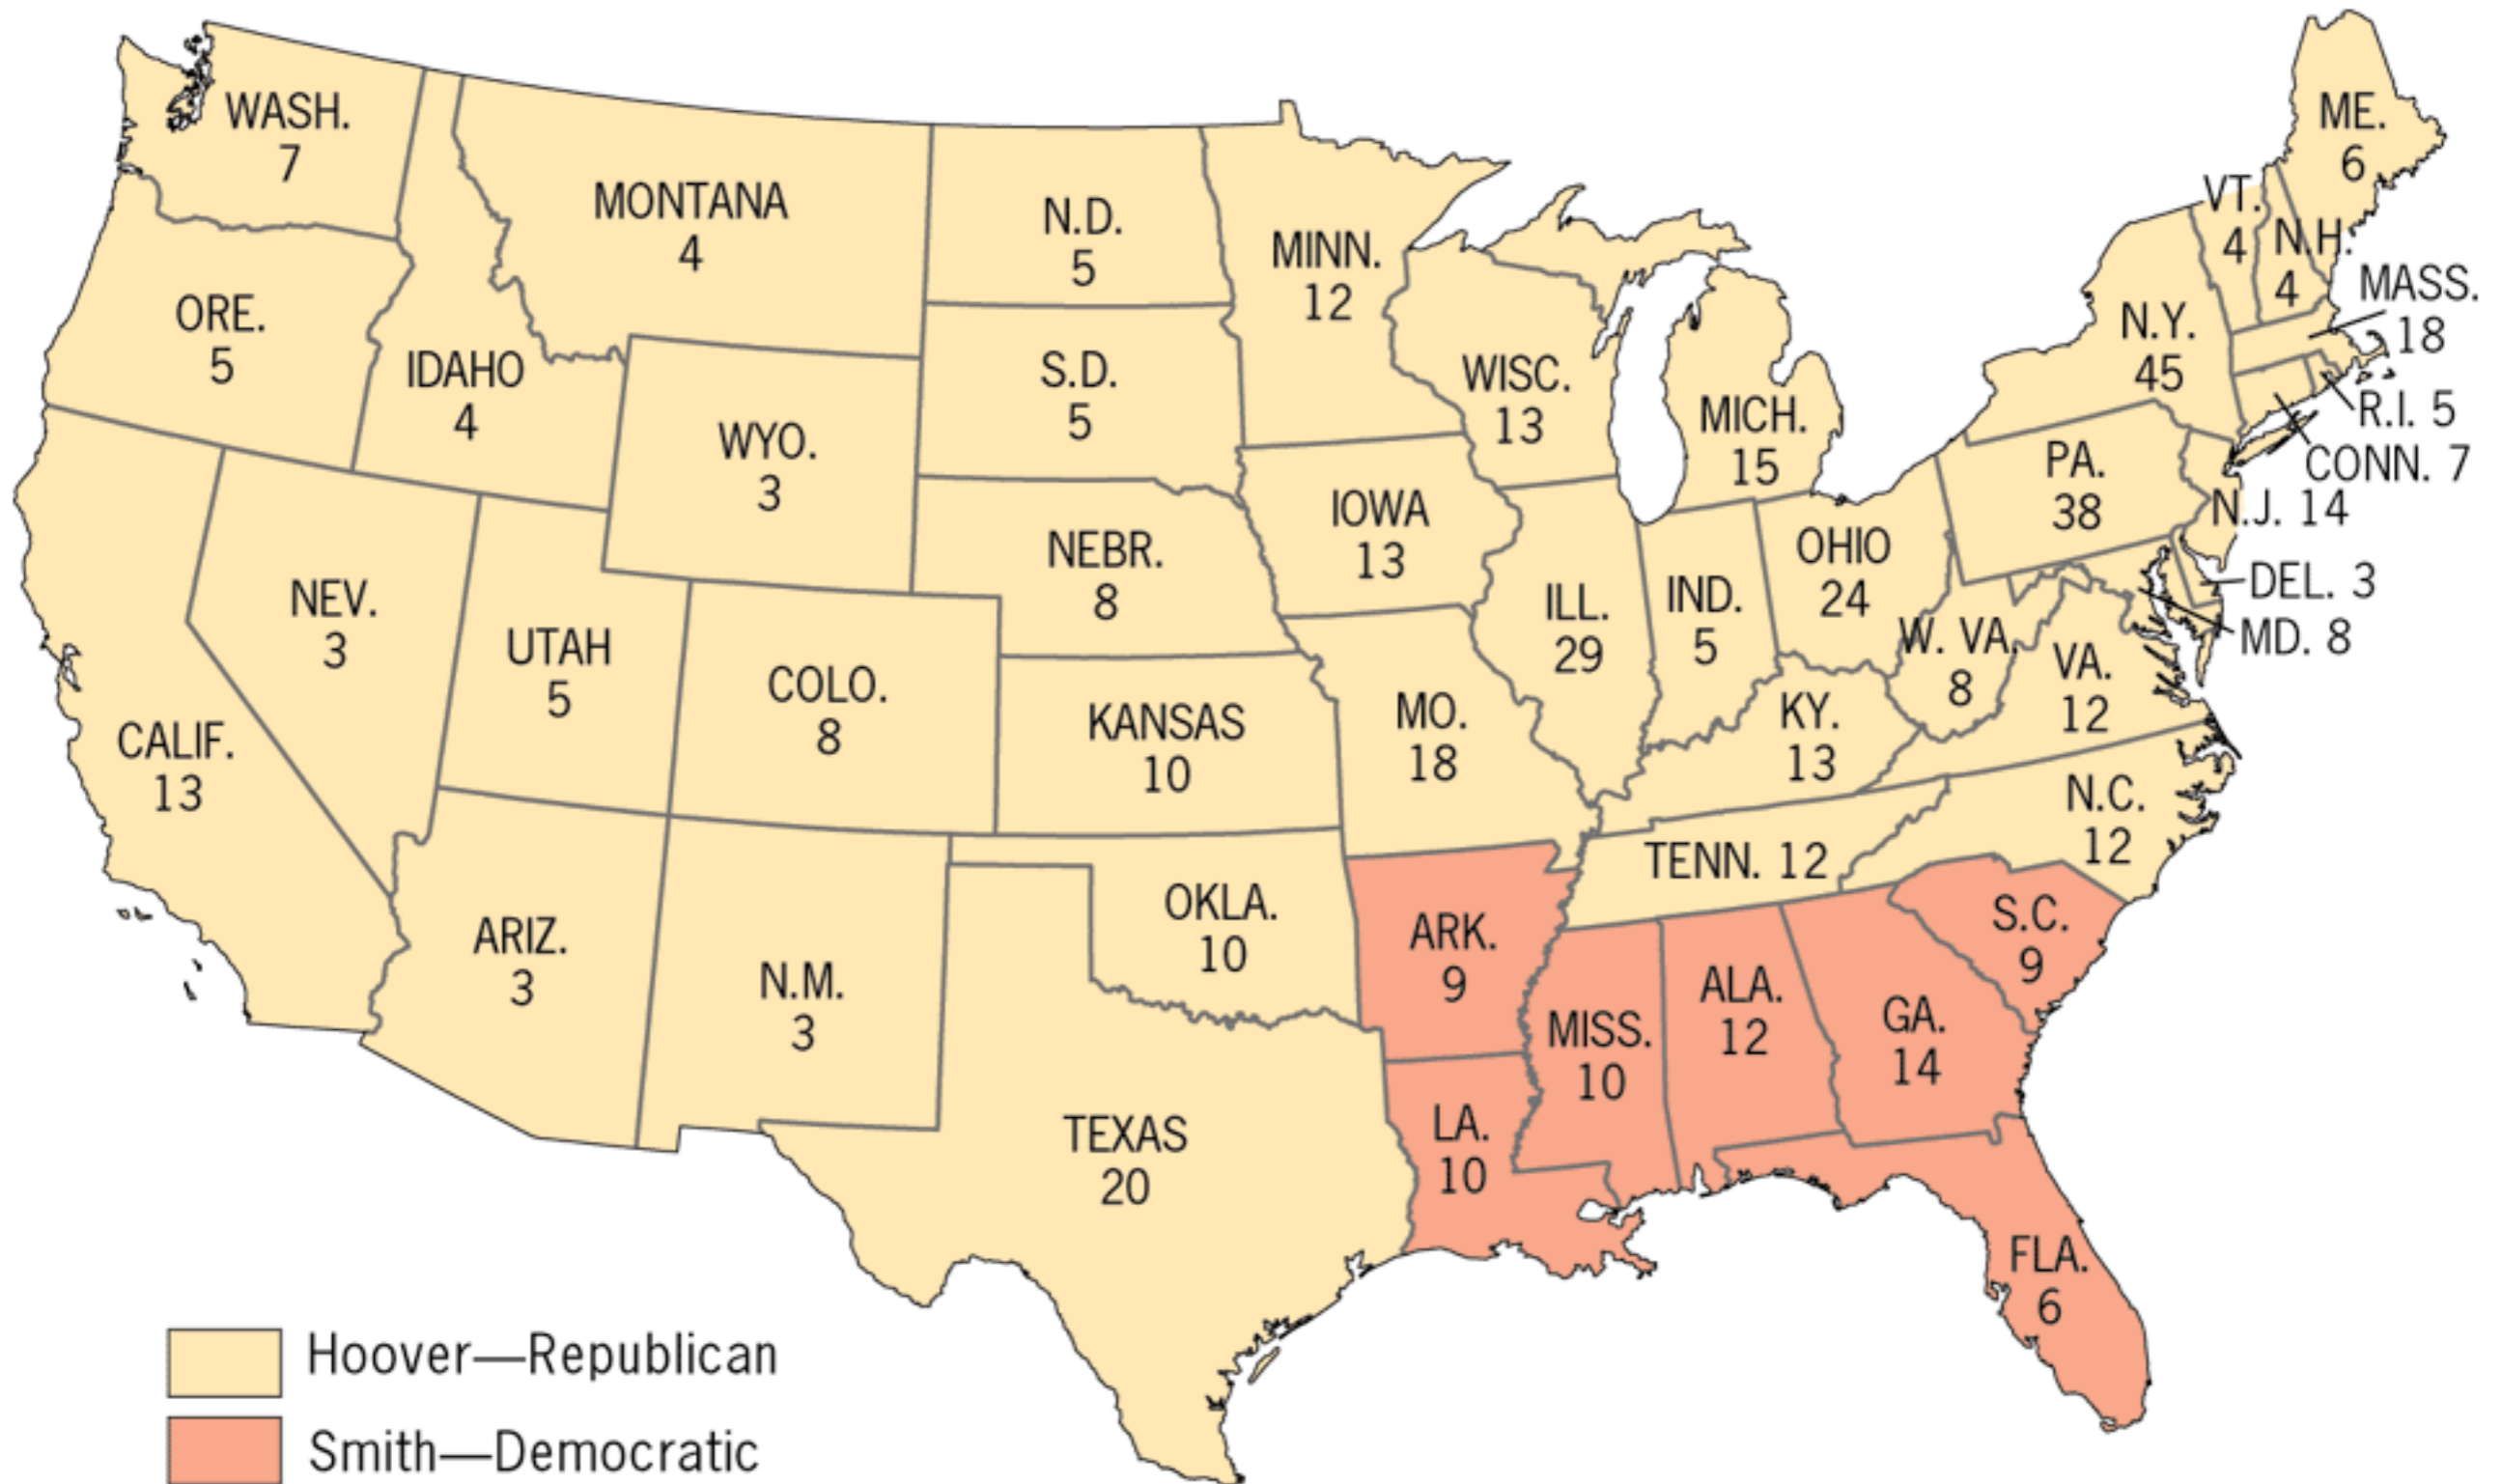 WASH.
7
ORE.
5
CALIF.
13
NEV.
3
IDAHO
4
MONTANA
4
WYO.
3
UTAH
5
COLO.
8
ARIZ.
3
N.M.
3
N.D.
5
S.D.
5
NEBR.
8
KANSAS
10
OKLA.
10
TEXAS
20
MINN.
12
IOWA
13
MO.
18
ARK.
9
LA.
10
WISC.
13
ILL.
29
MICH.
15
IND.
5
OHIO
24
KY.
13
TENN. 12
MISS.
10
ALA.
12
GA.
14
FLA.
6
S.C.
9
N.C.
12
VA.
12
W. VA.
8
PA.
38
N.Y.
45
VT.
4
N.H.
4
ME.
6
MASS.
18
R.I. 5
CONN. 7
N.J. 14
DEL. 3
MD. 8
Hoover—Republican
Smith—Democratic